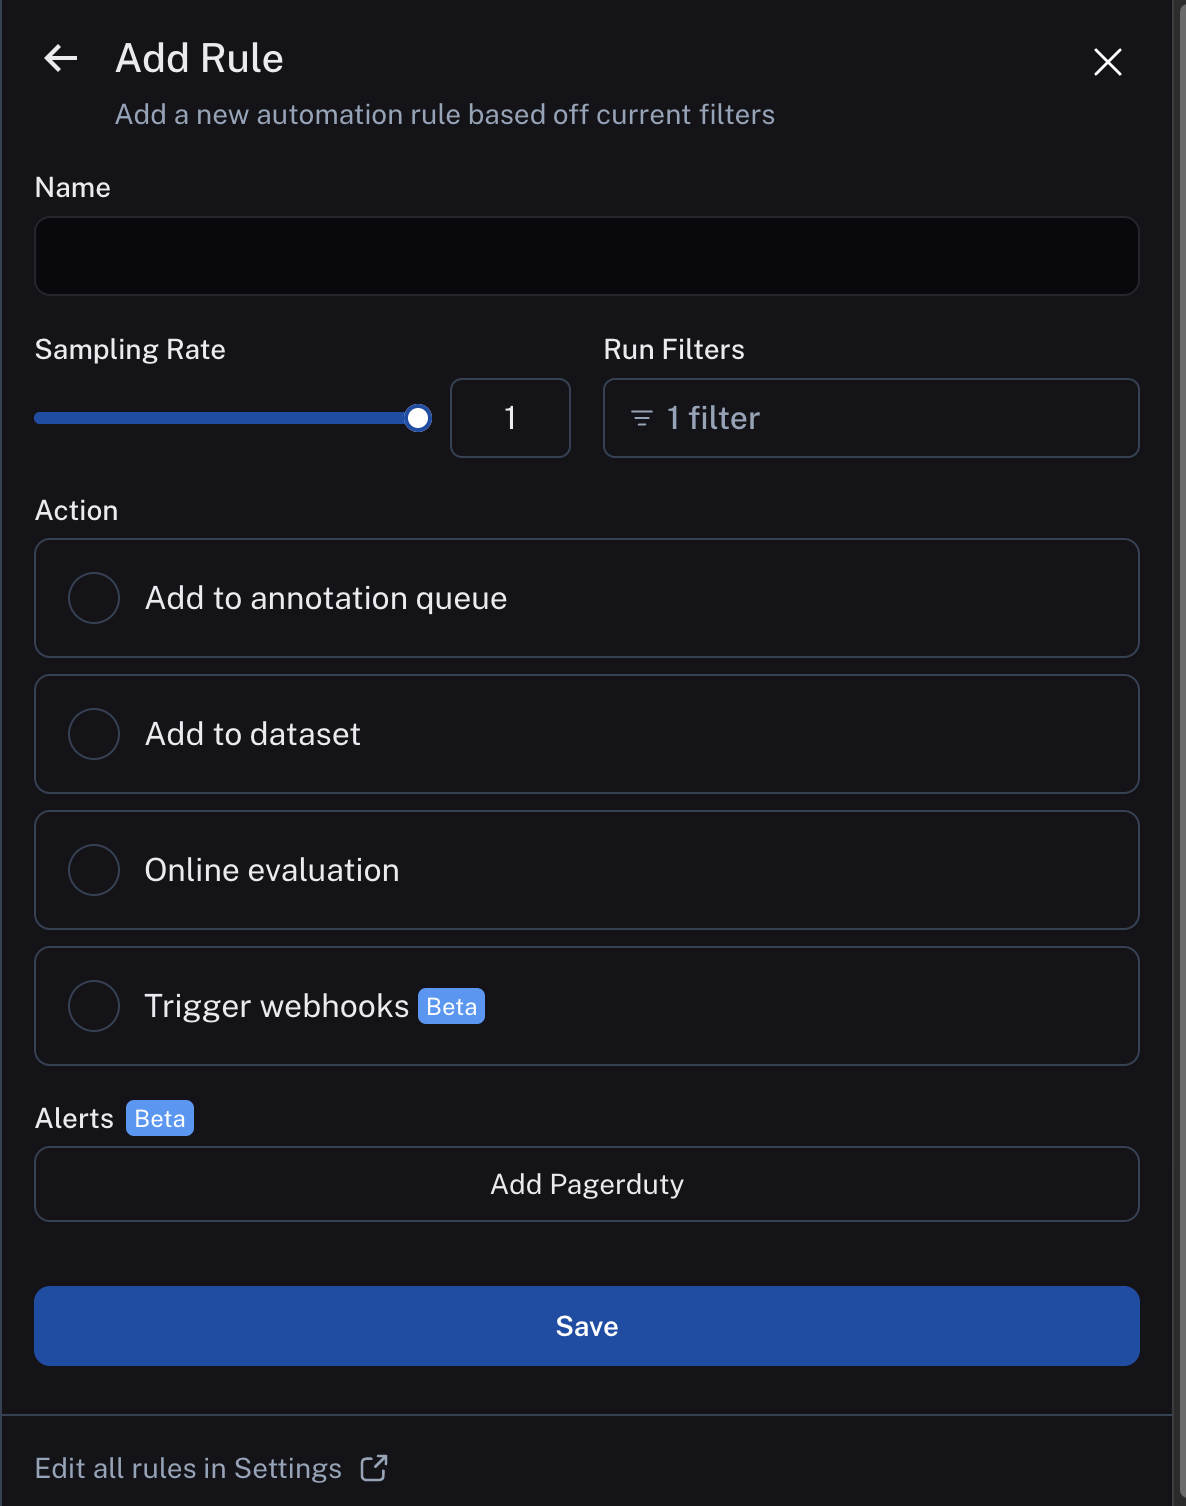 Add Rule
Add a new automation rule based off current filters
Name
Sampling Rate
Run Filters
1
1 filter
Action
Add to annotation queue
Add to dataset
Online evaluation
Trigger webhooks Beta
Alerts Beta
Add Pagerduty
Save
Edit all rules in Settings